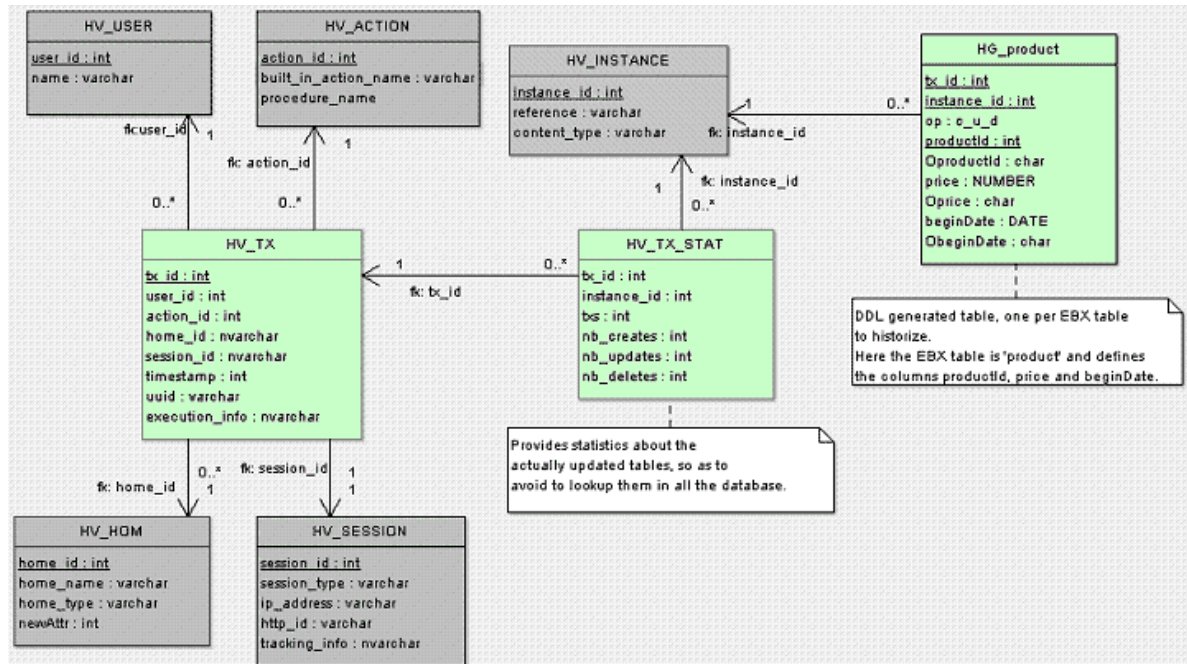 HV_USER
user_id : int
name : varchar
HV_ACTION
action_id : int
built_in_action_name : varchar
procedure_name
HV_INSTANCE
instance_id : int
reference : varchar
content_type : varchar
HG_product
tx_id : int
instance_id : int
op : c_u_d
productId : int
OproductId : char
price : NUMBER
Oprice : char
beginDate : DATE
ObeginDate : char
1
0..*
fk: instance_id
fk:user_id
1
0..*
1
fk: action_id
0..*
1
fk: instance_id
0..*
HV_TX
tx_id : int
user_id : int
action_id : int
home_id : nvarchar
session_id : nvarchar
timestamp : int
uuid : varchar
execution_info : nvarchar
1
0..*
fk: tx_id
HV_TX_STAT
tx_id : int
instance_id : int
txs : int
nb_creates : int
nb_updates : int
nb_deletes : int
DDL generated table, one per EBX table
to historize.
Here the EBX table is 'product' and defines
the columns productId, price and beginDate.
Provides statistics about the
actually updated tables, so as to
avoid to lookup them in all the database.
0..*
fk: home_id
1
fk: session_id
1
1
HV_HOM
home_id : int
home_name : varchar
home_type : varchar
newAttr : int
HV_SESSION
session_id : int
session_type : varchar
ip_address : varchar
http_id : varchar
tracking_info : nvarchar